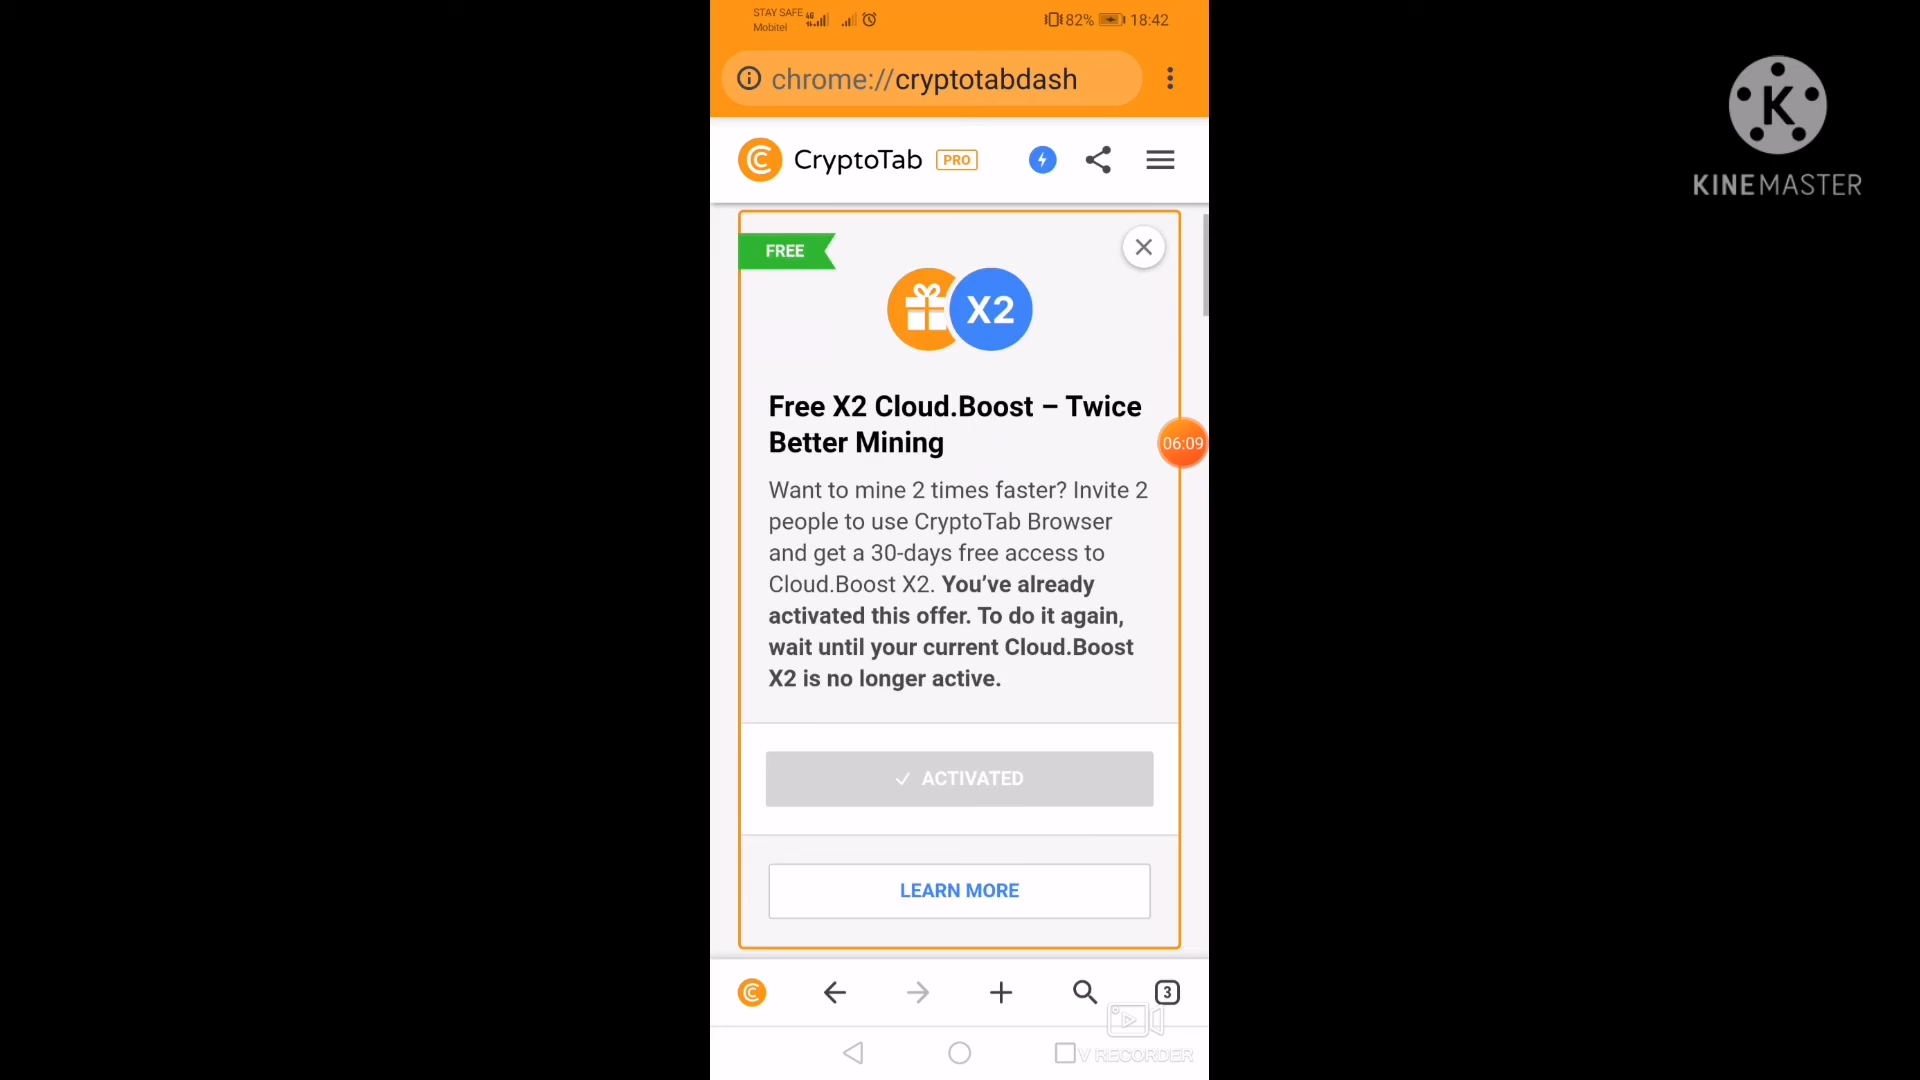 STAY SAFE
Mobitel
4G
82%
18:42
chrome://cryptotabdash
CryptoTab PRO
FREE
X2
Free X2 Cloud.Boost – Twice
Better Mining
Want to mine 2 times faster? Invite 2
people to use CryptoTab Browser
and get a 30-days free access to
Cloud.Boost X2. You’ve already
activated this offer. To do it again,
wait until your current Cloud.Boost
X2 is no longer active.
06:09
ACTIVATED
LEARN MORE
3
V RECORDER
K
KINEMASTER